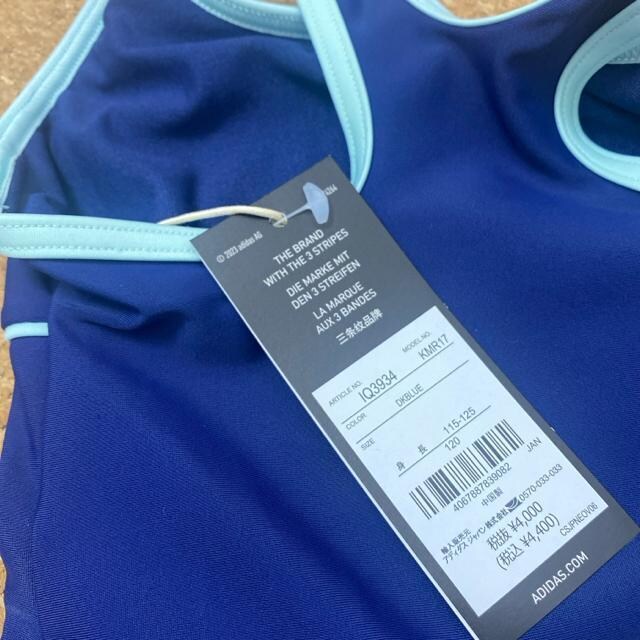 © 2023 adidas AG
THE BRAND
WITH THE 3 STRIPES
DIE MARKE MIT
DEN 3 STREIFEN
LA MARQUE
AUX 3 BANDES
三条纹品牌
ARTICLE NO.
IQ3934
MODEL NO.
KMR17
COLOR
DKBLUE
SIZE
身 長
115-125
120
JAN
4067887839082
中国製
輸入販売元
アディダス ジャパン 株式会社 0570-033-033
税抜 ¥4,000
(税込 ¥4,400)
CSJPNEOV06
ADIDAS.COM